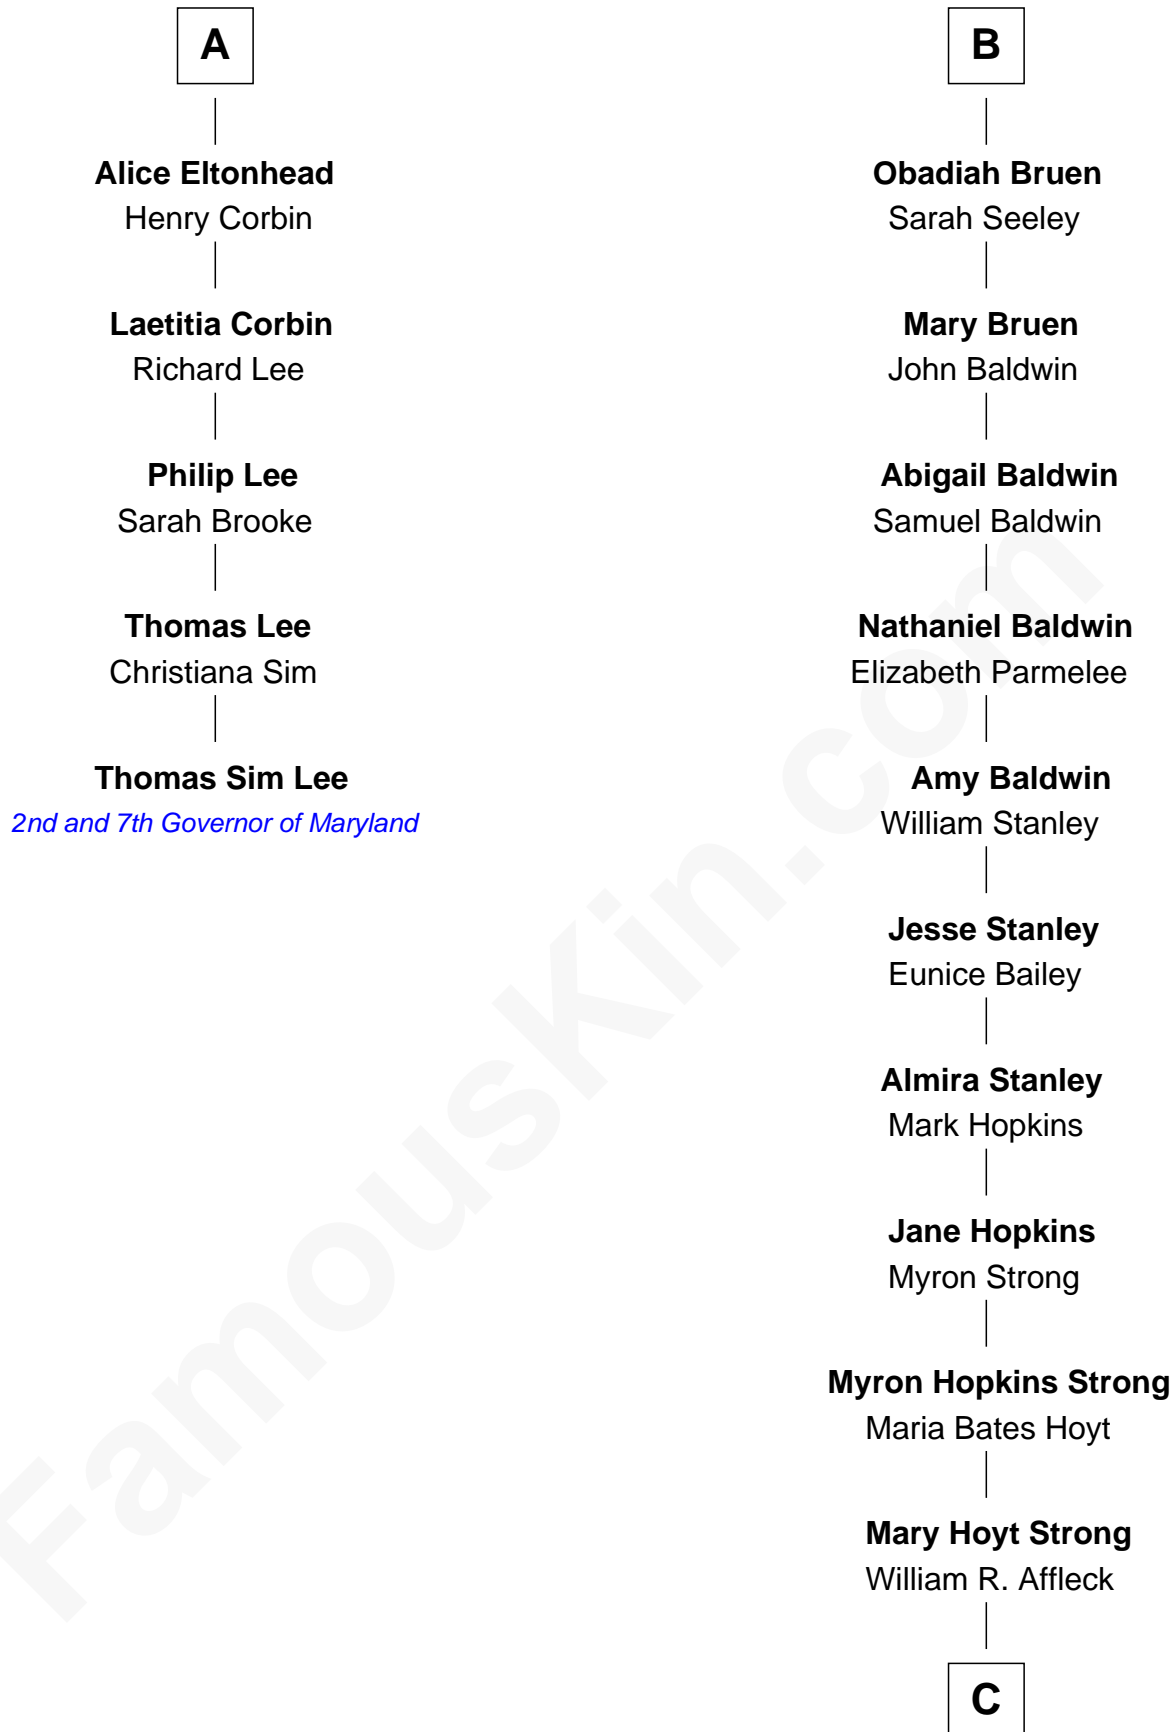 A
Alice Eltonhead
Henry Corbin
Laetitia Corbin
Richard Lee
Philip Lee
Sarah Brooke
Thomas Lee
Christiana Sim
Thomas Sim Lee
2nd and 7th Governor of Maryland
B
Obadiah Bruen
Sarah Seeley
Mary Bruen
John Baldwin
Abigail Baldwin
Samuel Baldwin
Nathaniel Baldwin
Elizabeth Parmelee
Amy Baldwin
William Stanley
Jesse Stanley
Eunice Bailey
Almira Stanley
Mark Hopkins
Jane Hopkins
Myron Strong
Myron Hopkins Strong
Maria Bates Hoyt
Mary Hoyt Strong
William R. Affleck
C
FamousKin.com